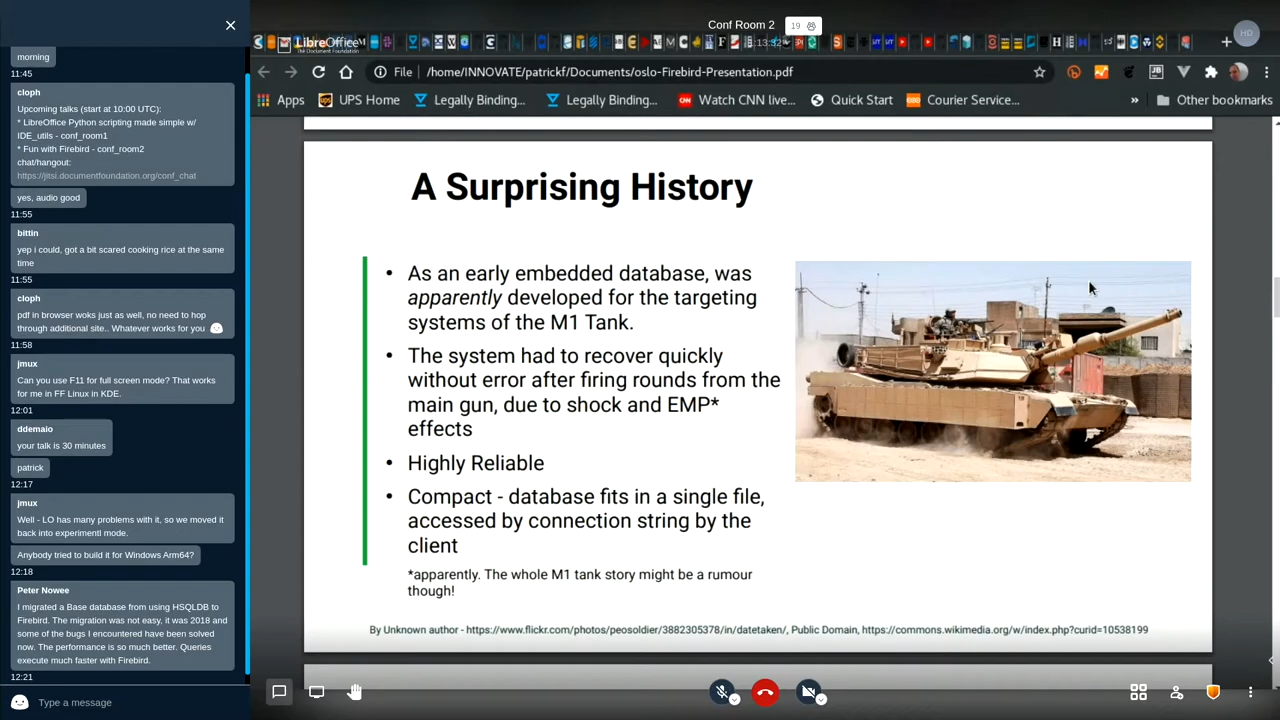 morning
11:45
cloph
Upcoming talks (start at 10:00 UTC):
* LibreOffice Python scripting made simple w/
IDE_utils - conf_room1
* Fun with Firebird - conf_room2
chat/hangout:
https://jitsi.documentfoundation.org/conf_chat
yes, audio good
11:55
bittin
yep i could, got a bit scared cooking rice at the same
time
11:55
cloph
pdf in browser woks just as well, no need to hop
through additional site.. Whatever works for you
11:58
jmux
Can you use F11 for full screen mode? That works
for me in FF Linux in KDE.
12:01
ddemaio
your talk is 30 minutes
patrick
12:17
jmux
Well - LO has many problems with it, so we moved it
back into experimentl mode.
Anybody tried to build it for Windows Arm64?
12:18
Peter Nowee
I migrated a Base database from using HSQLDB to
Firebird. The migration was not easy, it was 2018 and
some of the bugs I encountered have been solved
now. The performance is so much better. Queries
execute much faster with Firebird.
12:21
Type a message
Conf Room 2
19
HD
LibreOffice
The Document Foundation
File
/home/INNOVATE/patrickf/Documents/oslo-Firebird-Presentation.pdf
Apps
UPS Home
Legally Binding...
Legally Binding...
Watch CNN live...
Quick Start
Courier Service...
»
Other bookmarks
A Surprising History
• As an early embedded database, was
apparently developed for the targeting
systems of the M1 Tank.
• The system had to recover quickly
without error after firing rounds from the
main gun, due to shock and EMP*
effects
• Highly Reliable
• Compact - database fits in a single file,
accessed by connection string by the
client
*apparently. The whole M1 tank story might be a rumour
though!
By Unknown author - https://www.flickr.com/photos/peosoldier/3882305378/in/datetaken/, Public Domain, https://commons.wikimedia.org/w/index.php?curid=10538199